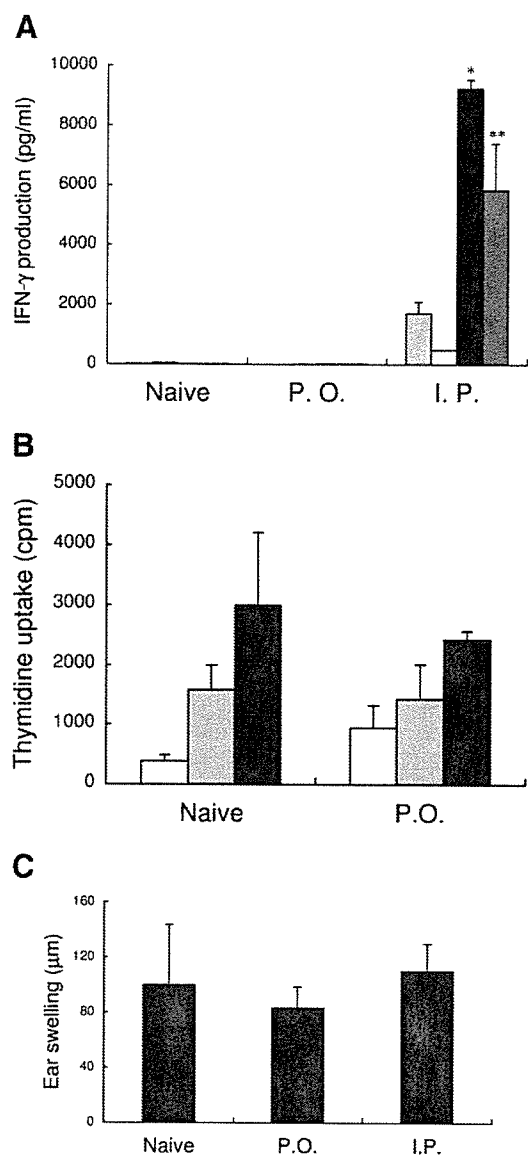 A
IFN-γ production (pg/ml)
10000
8000
6000
4000
2000
0
*
**
Naive P. O. I. P.
B
Thymidine uptake (cpm)
5000
4000
3000
2000
1000
0
Naive P.O.
C
Ear swelling (μm)
160
120
80
40
0
Naive P.O. I.P.